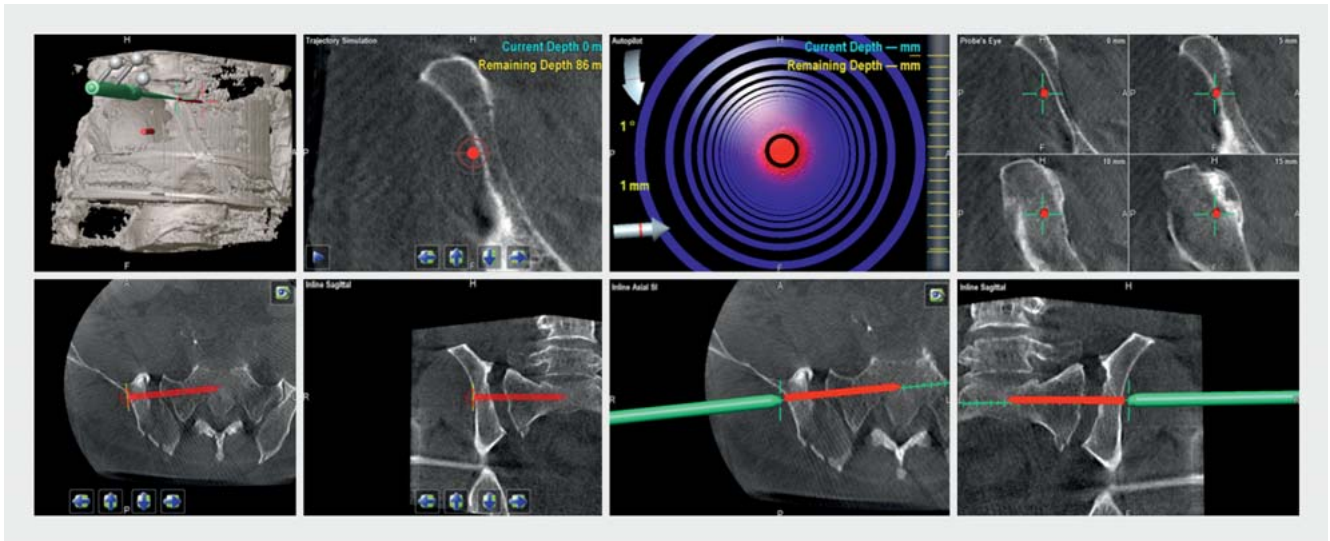 H
F
Trajectory Simulation
H
Current Depth 0 m
Remaining Depth 86 m
P
F
Autopilot
H
Current Depth — mm
Remaining Depth — mm
1°
P
A
1 mm
F
Probe's Eye
H
0 mm
P
A
F
H
5 mm
P
A
F
H
10 mm
P
A
H
15 mm
P
A
A
P
Inline Sagittal
H
R
F
Inline Axial SI
A
R
L
P
Inline Sagittal
H
F